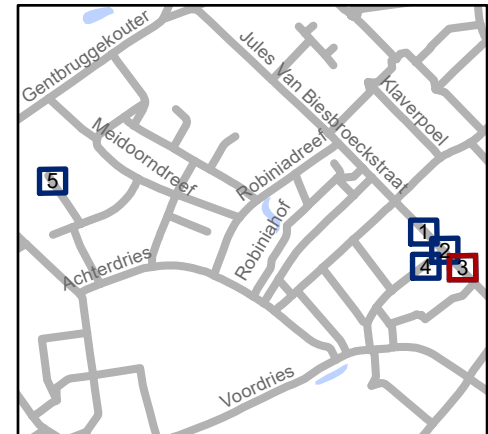 Gentbruggekouter
Jules Van Biesbroeckstraat
Klaverpoel
Meidoorndreef
Robiniadreef
5
Robiniahof
1
2
4
3
Achterdries
Voordries